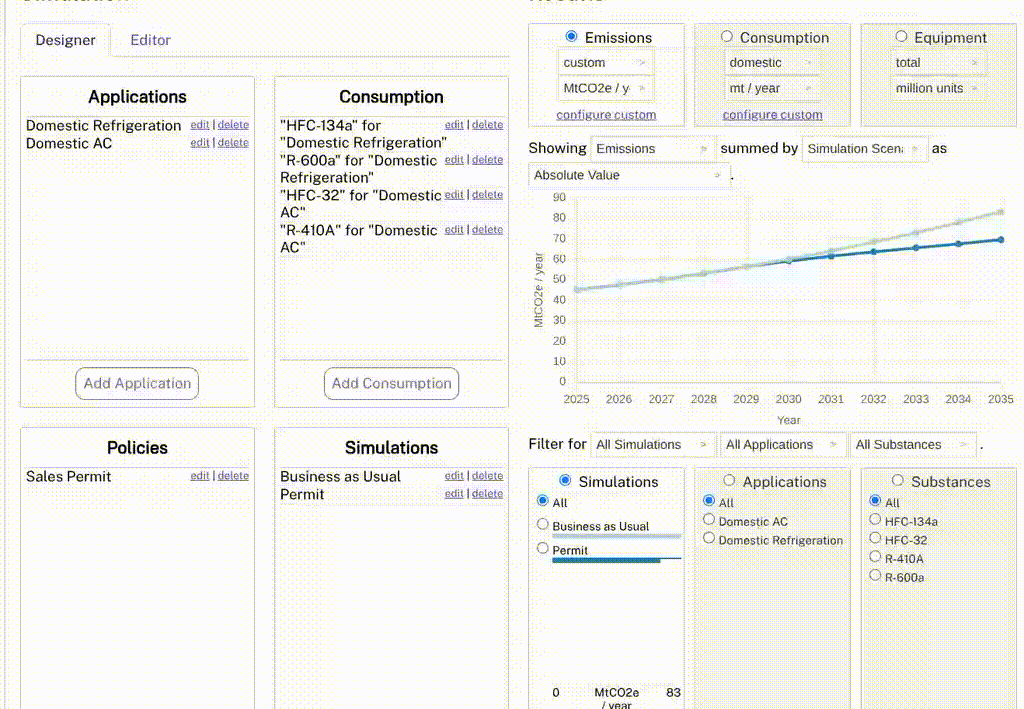 Designer Editor
Applications
Domestic Refrigeration edit | delete
Domestic AC edit | delete
Add Application
Consumption
"HFC-134a" for edit | delete
"Domestic Refrigeration"
"R-600a" for "Domestic edit | delete
Refrigeration"
"HFC-32" for "Domestic edit | delete
AC"
"R-410A" for "Domestic edit | delete
AC"
Add Consumption
Policies
Sales Permit edit | delete
Simulations
Business as Usual edit | delete
Permit edit | delete
Emissions
custom
MtCO2e / y
configure custom
Consumption
domestic
mt / year
configure custom
Equipment
total
million units
Showing Emissions summed by Simulation Scen as
Absolute Value .
90
80
70
60
50
40
30
20
10
0
MtCO2e / year
2025 2026 2027 2028 2029 2030 2031 2032 2033 2034 2035
Year
Filter for All Simulations All Applications All Substances .
Simulations
All
Business as Usual
Permit
0 MtCO2e 83
/ year
Applications
All
Domestic AC
Domestic Refrigeration
Substances
All
HFC-134a
HFC-32
R-410A
R-600a